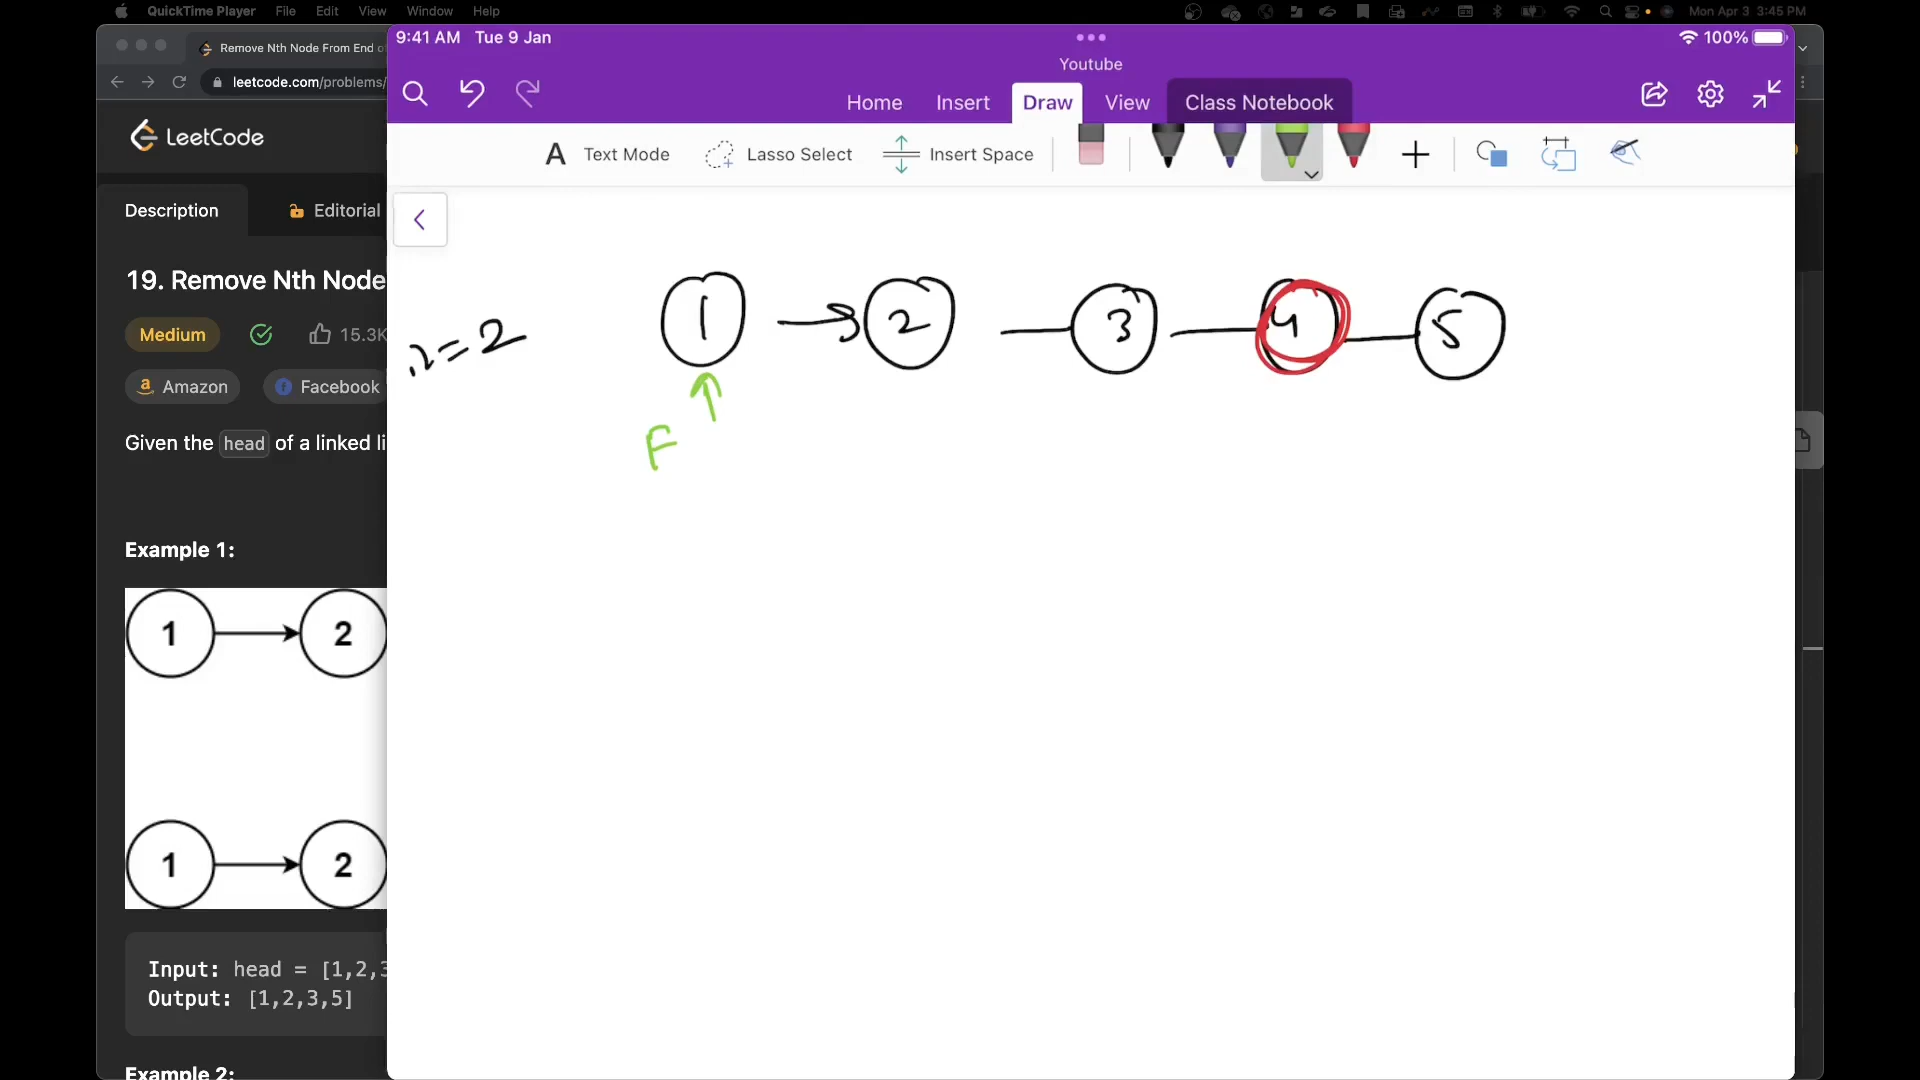 QuickTime Player File Edit View Window Help Mon Apr 3 3:45 PM
Remove Nth Node From End o
leetcode.com/problems/
LeetCode
Description Editorial
19. Remove Nth Node
Medium 15.3K
Amazon Facebook
Given the head of a linked li
Example 1:
1 2
1 2
Input: head = [1,2,3
Output: [1,2,3,5]
Example 2:
9:41 AM Tue 9 Jan 100%
Youtube
Home Insert Draw View Class Notebook
A Text Mode Lasso Select Insert Space
=2 1 2 3 4 5
F